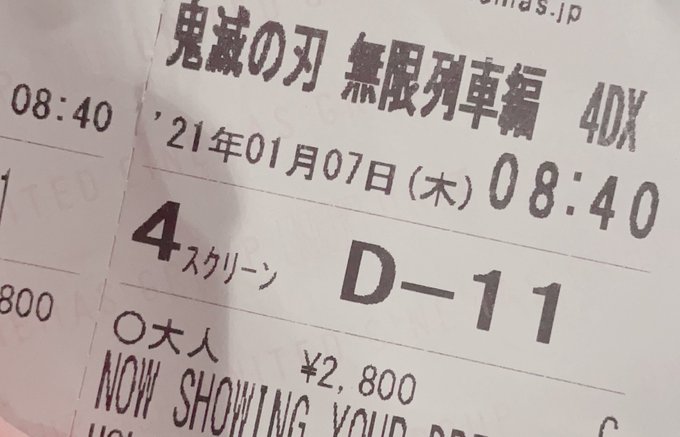 鬼滅の刃 無限列車編 4DX
08:40
'21年01月07日(木) 08:40
4スクリーン D-11
800
○大人 ¥2,800
NOW SHOWING YOUR